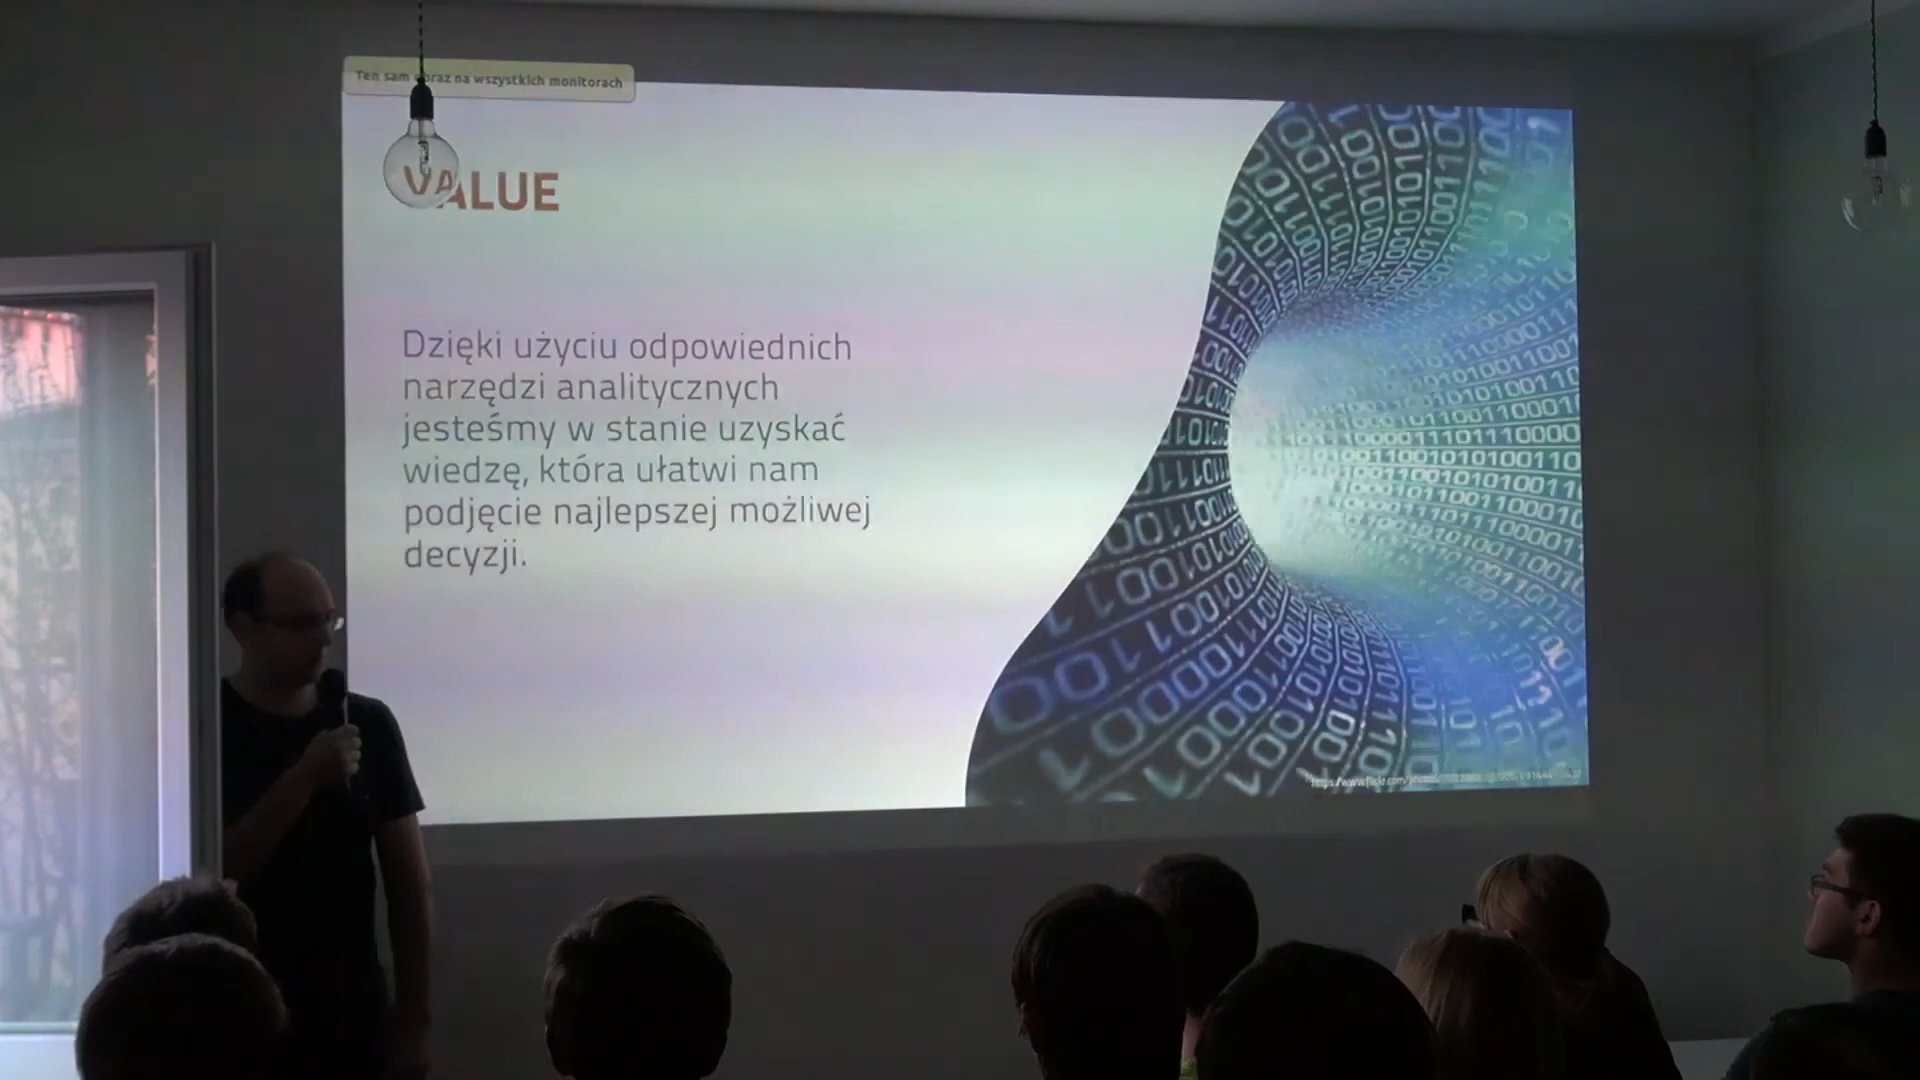 Ten sam obraz na wszystkich monitorach
VALUE
Dzięki użyciu odpowiednich
narzędzi analitycznych
jesteśmy w stanie uzyskać
wiedzę, która ułatwi nam
podjęcie najlepszej możliwej
decyzji.